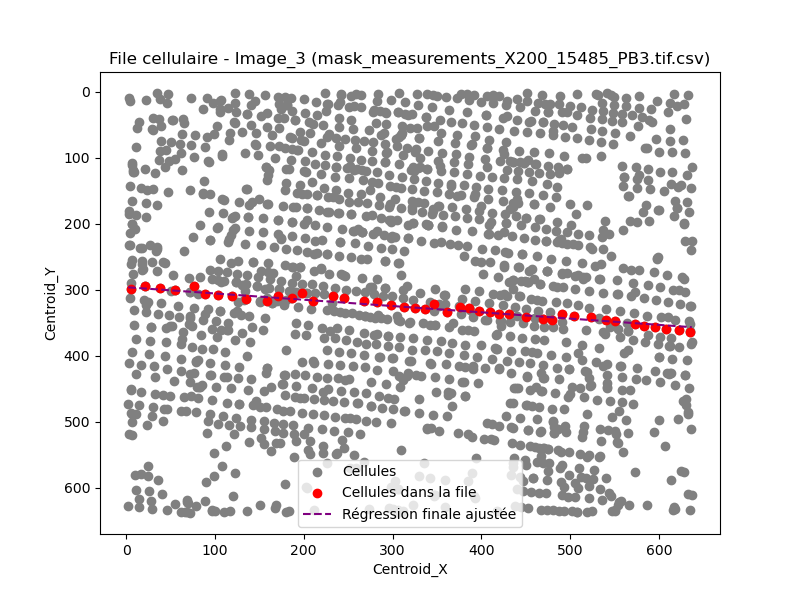 File cellulaire - Image_3 (mask_measurements_X200_15485_PB3.tif.csv)
0
100
200
300
400
500
600
Centroid_Y
Cellules
Cellules dans la file
Régression finale ajustée
0 100 200 300 400 500 600
Centroid_X